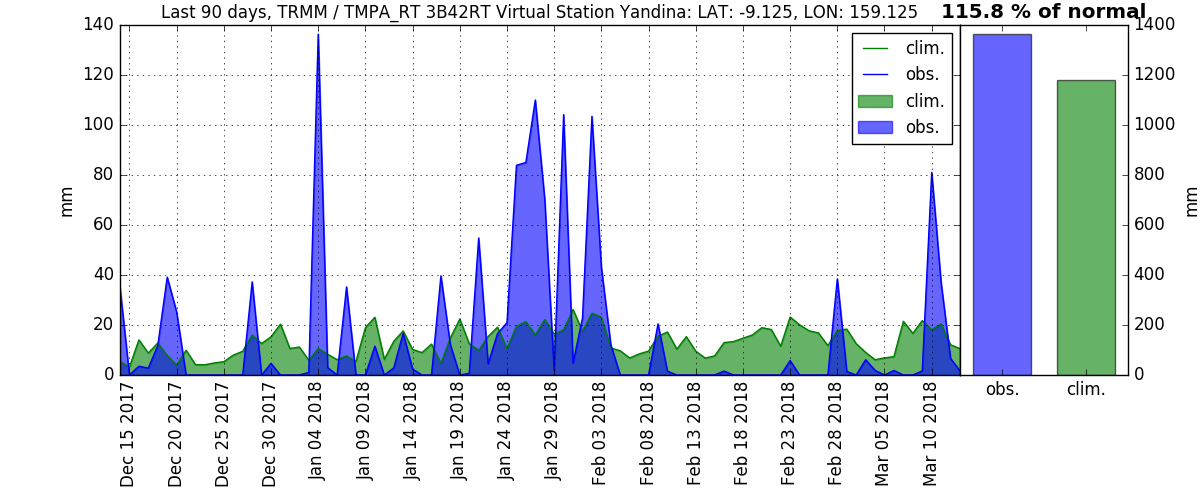 Last 90 days, TRMM / TMPA_RT 3B42RT Virtual Station Yandina: LAT: -9.125, LON: 159.125
115.8 % of normal
140
120
100
80
60
40
20
0
mm
clim.
obs.
clim.
obs.
1400
1200
1000
800
600
400
200
0
mm
Dec 15 2017
Dec 20 2017
Dec 25 2017
Dec 30 2017
Jan 04 2018
Jan 09 2018
Jan 14 2018
Jan 19 2018
Jan 24 2018
Jan 29 2018
Feb 03 2018
Feb 08 2018
Feb 13 2018
Feb 18 2018
Feb 23 2018
Feb 28 2018
Mar 05 2018
Mar 10 2018
obs.
clim.